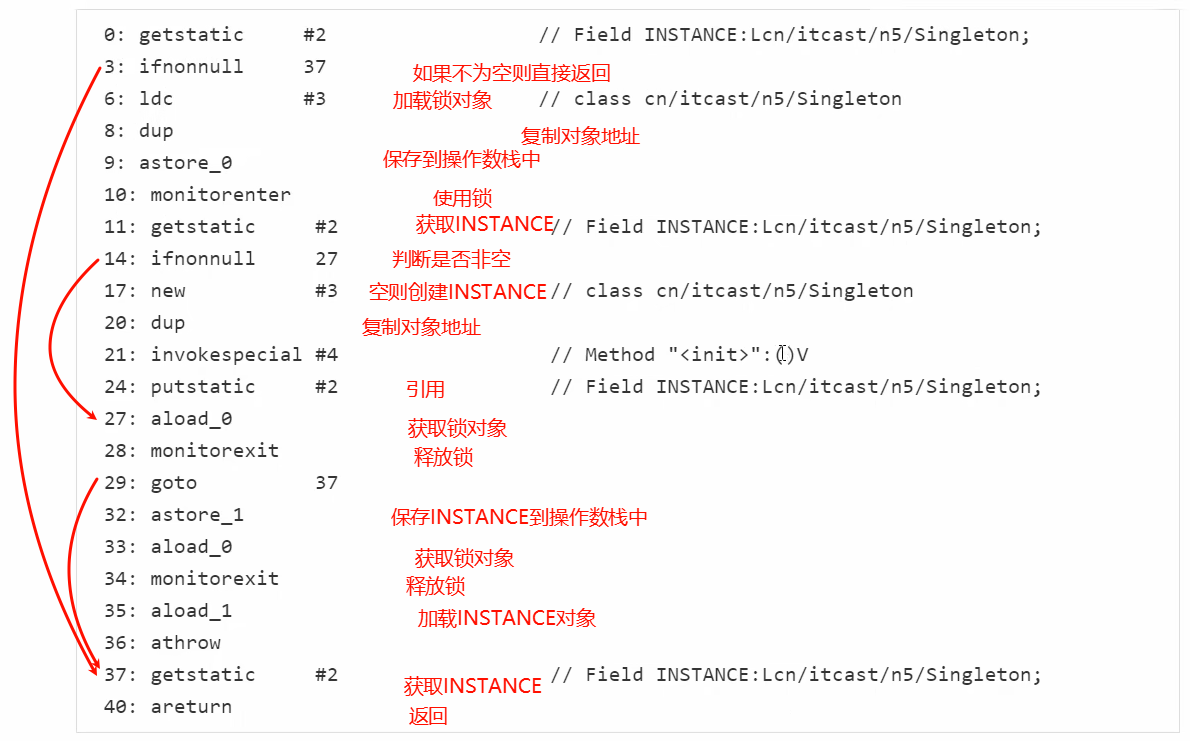 0: getstatic #2 // Field INSTANCE:Lcn/itcast/n5/Singleton;
3: ifnonnull 37 如果不为空则直接返回
6: ldc #3 加载锁对象 // class cn/itcast/n5/Singleton
8: dup 复制对象地址
9: astore_0 保存到操作数栈中
10: monitorenter 使用锁
11: getstatic #2 获取INSTANCE // Field INSTANCE:Lcn/itcast/n5/Singleton;
14: ifnonnull 27 判断是否非空
17: new #3 空则创建INSTANCE // class cn/itcast/n5/Singleton
20: dup 复制对象地址
21: invokespecial #4 // Method "<init>":()V
24: putstatic #2 引用 // Field INSTANCE:Lcn/itcast/n5/Singleton;
27: aload_0 获取锁对象
28: monitorexit 释放锁
29: goto 37
32: astore_1 保存INSTANCE到操作数栈中
33: aload_0 获取锁对象
34: monitorexit 释放锁
35: aload_1 加载INSTANCE对象
36: athrow
37: getstatic #2 获取INSTANCE // Field INSTANCE:Lcn/itcast/n5/Singleton;
40: areturn 返回